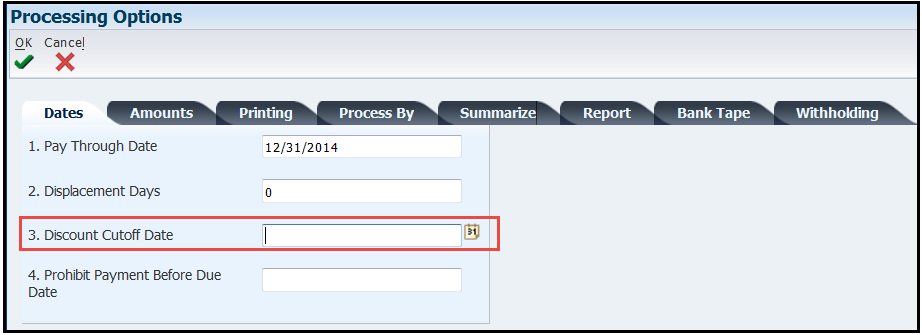 Processing Options
OK Cancel
Dates Amounts Printing Process By Summarize Report Bank Tape Withholding
1. Pay Through Date 12/31/2014
2. Displacement Days 0
3. Discount Cutoff Date 31
4. Prohibit Payment Before Due
Date